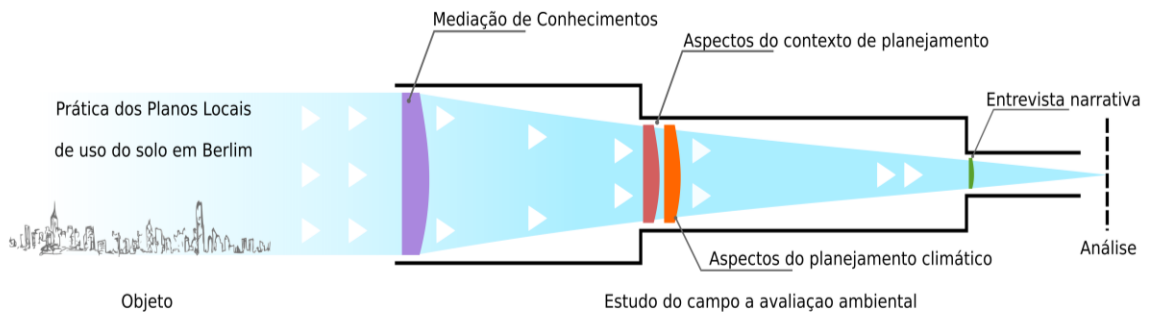 Mediação de Conhecimentos
Aspectos do contexto de planejamento
Entrevista narrativa
Prática dos Planos Locais
de uso do solo em Berlim
Análise
Aspectos do planejamento climático
Objeto
Estudo do campo a avaliaçao ambiental